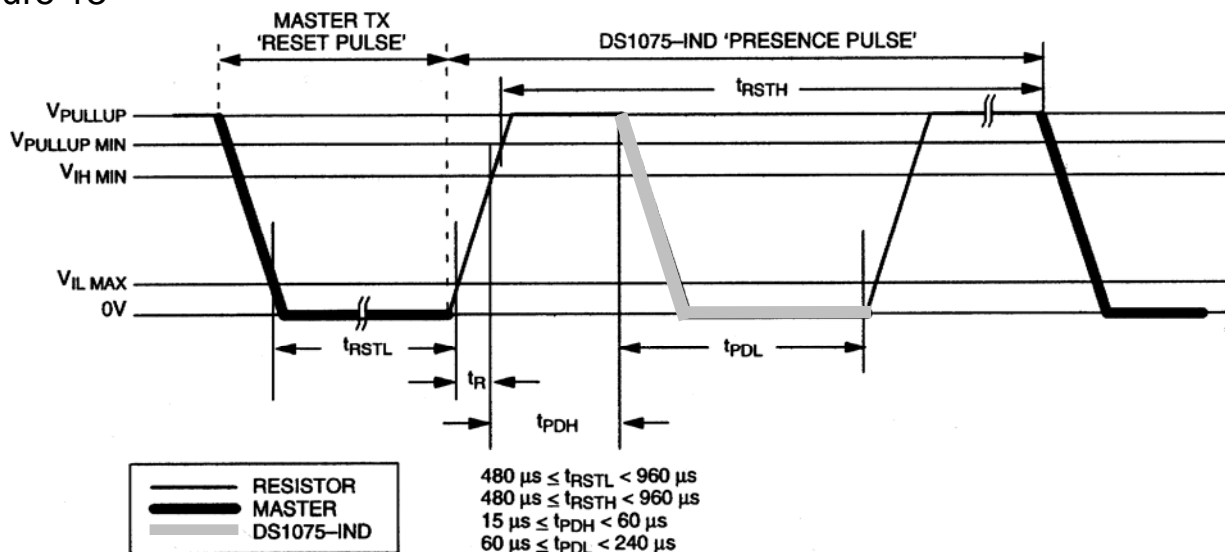 MASTER TX
'RESET PULSE'
DS1075–IND 'PRESENCE PULSE'
tRSTH
VPULLUP
VPULLUP MIN
VIH MIN
VIL MAX
0V
tRSTL
tPDL
tR
tPDH
RESISTOR
MASTER
DS1075–IND
480 μs ≤ tRSTL < 960 μs
480 μs ≤ tRSTH < 960 μs
15 μs ≤ tPDH < 60 μs
60 μs ≤ tPDL < 240 μs